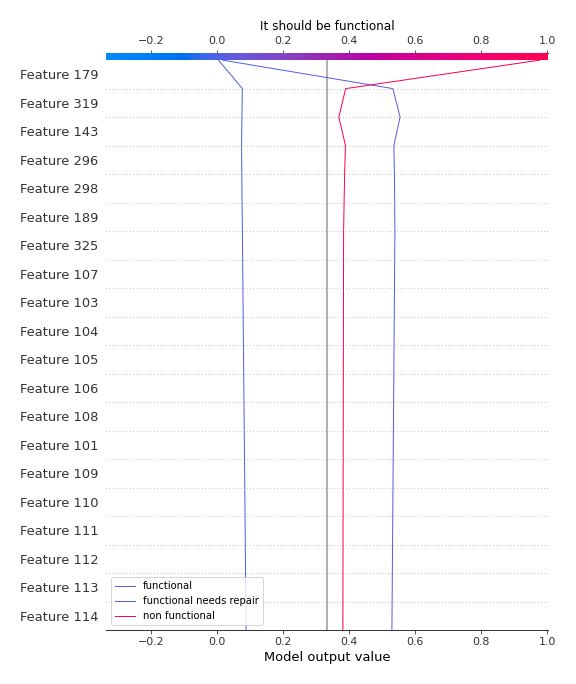 It should be functional
−0.2 0.0 0.2 0.4 0.6 0.8 1.0
Feature 179
Feature 319
Feature 143
Feature 296
Feature 298
Feature 189
Feature 325
Feature 107
Feature 103
Feature 104
Feature 105
Feature 106
Feature 108
Feature 101
Feature 109
Feature 110
Feature 111
Feature 112
Feature 113
Feature 114
functional
functional needs repair
non functional
−0.2 0.0 0.2 0.4 0.6 0.8 1.0
Model output value